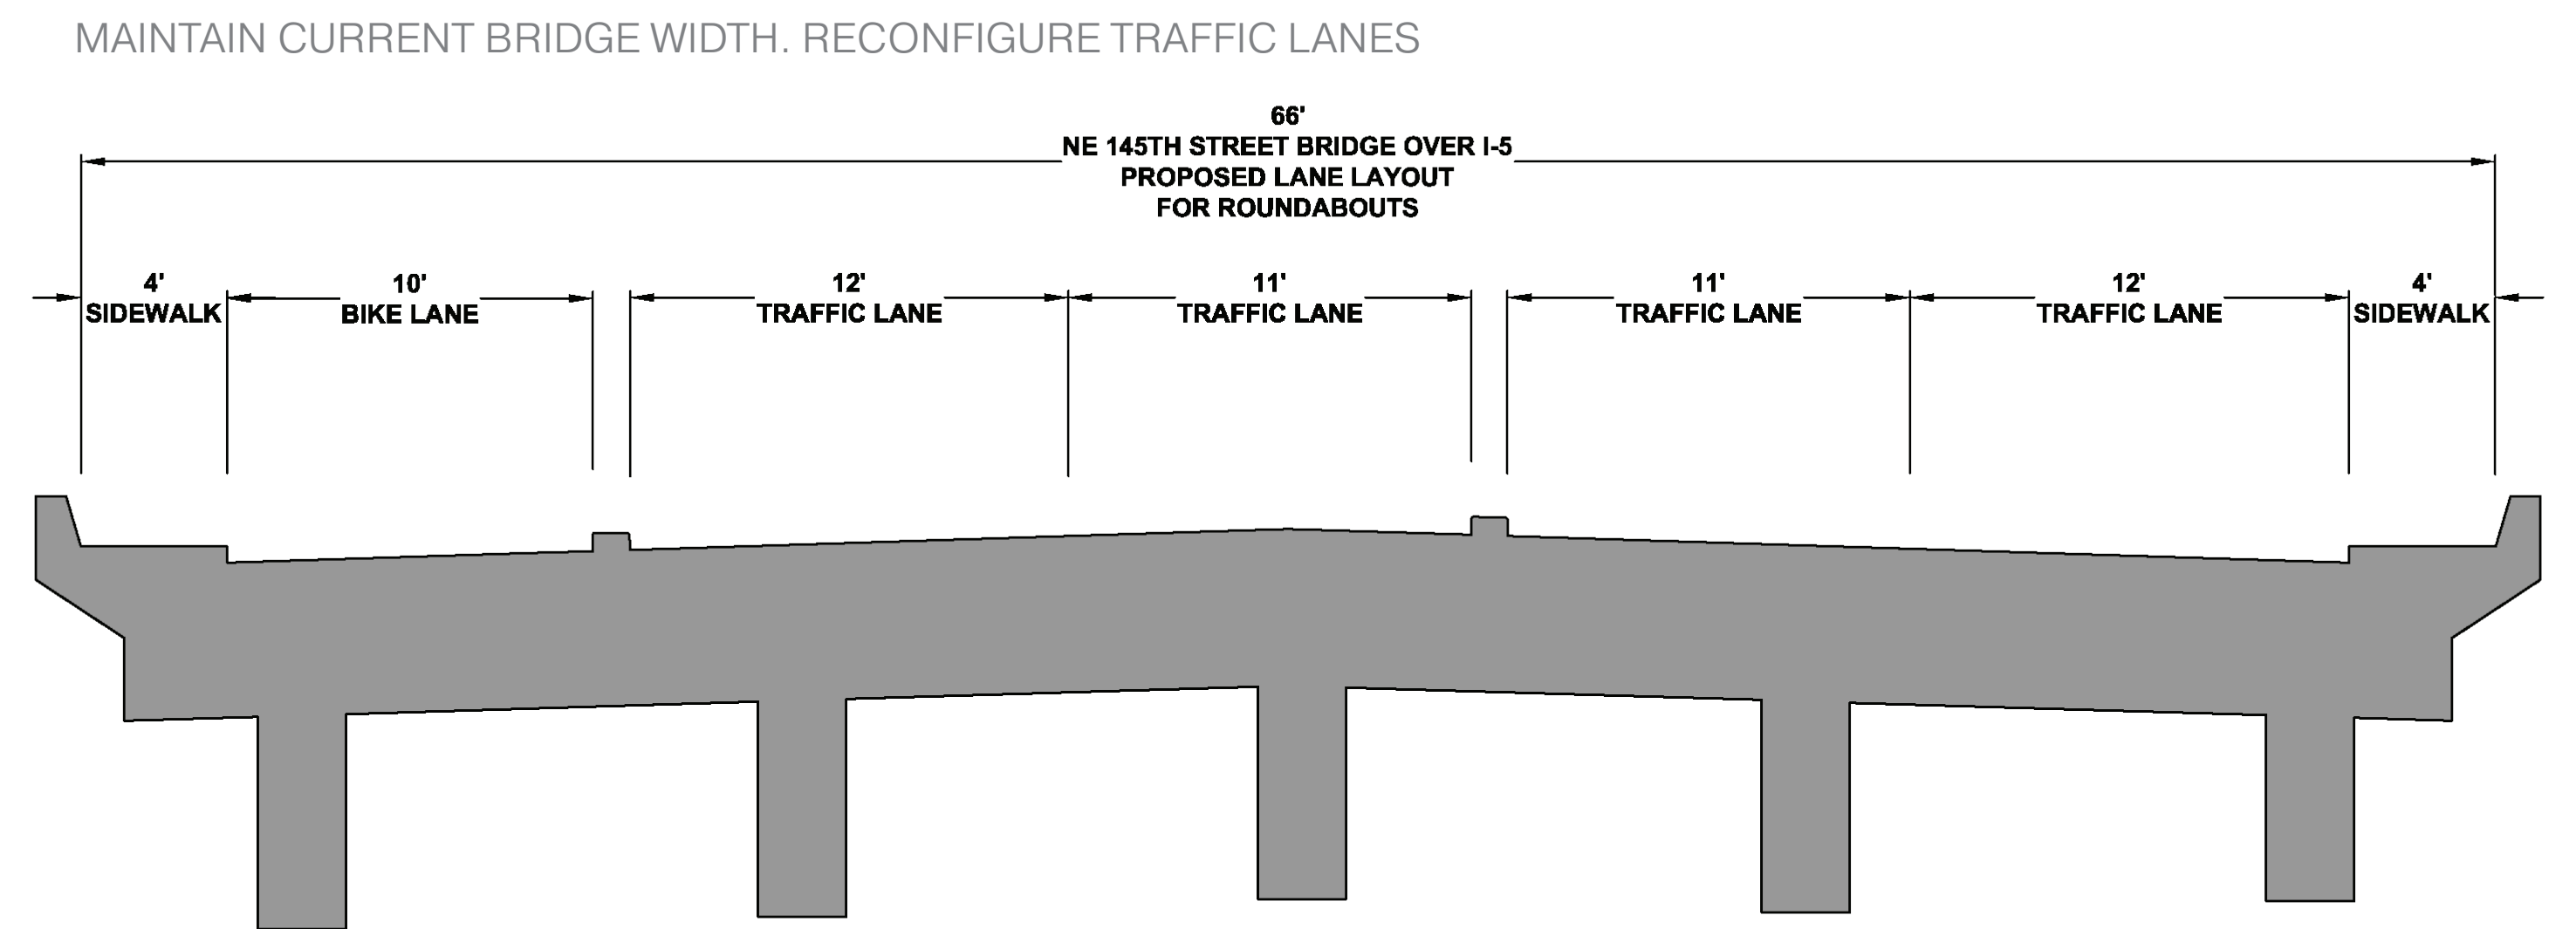 MAINTAIN CURRENT BRIDGE WIDTH. RECONFIGURE TRAFFIC LANES
66'
NE 145TH STREET BRIDGE OVER I-5
PROPOSED LANE LAYOUT
FOR ROUNDABOUTS
4'
SIDEWALK
10'
BIKE LANE
12'
TRAFFIC LANE
11'
TRAFFIC LANE
11'
TRAFFIC LANE
12'
TRAFFIC LANE
4'
SIDEWALK